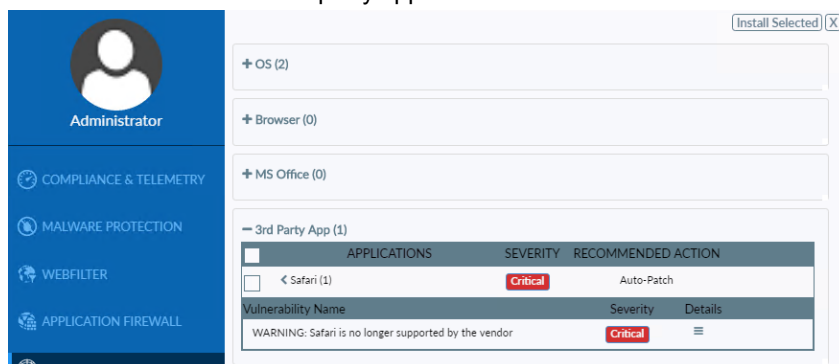 Install Selected X
Administrator
COMPLIANCE & TELEMETRY
MALWARE PROTECTION
WEBFILTER
APPLICATION FIREWALL
+ OS (2)
+ Browser (0)
+ MS Office (0)
− 3rd Party App (1)
APPLICATIONS SEVERITY RECOMMENDED ACTION
< Safari (1) Critical Auto-Patch
Vulnerability Name Severity Details
WARNING: Safari is no longer supported by the vendor Critical